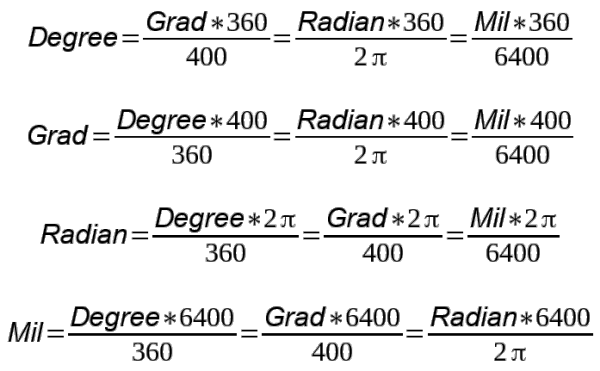 Degree = Grad*360/400 = Radian*360/2π = Mil*360/6400
Grad = Degree*400/360 = Radian*400/2π = Mil*400/6400
Radian = Degree*2π/360 = Grad*2π/400 = Mil*2π/6400
Mil = Degree*6400/360 = Grad*6400/400 = Radian*6400/2π